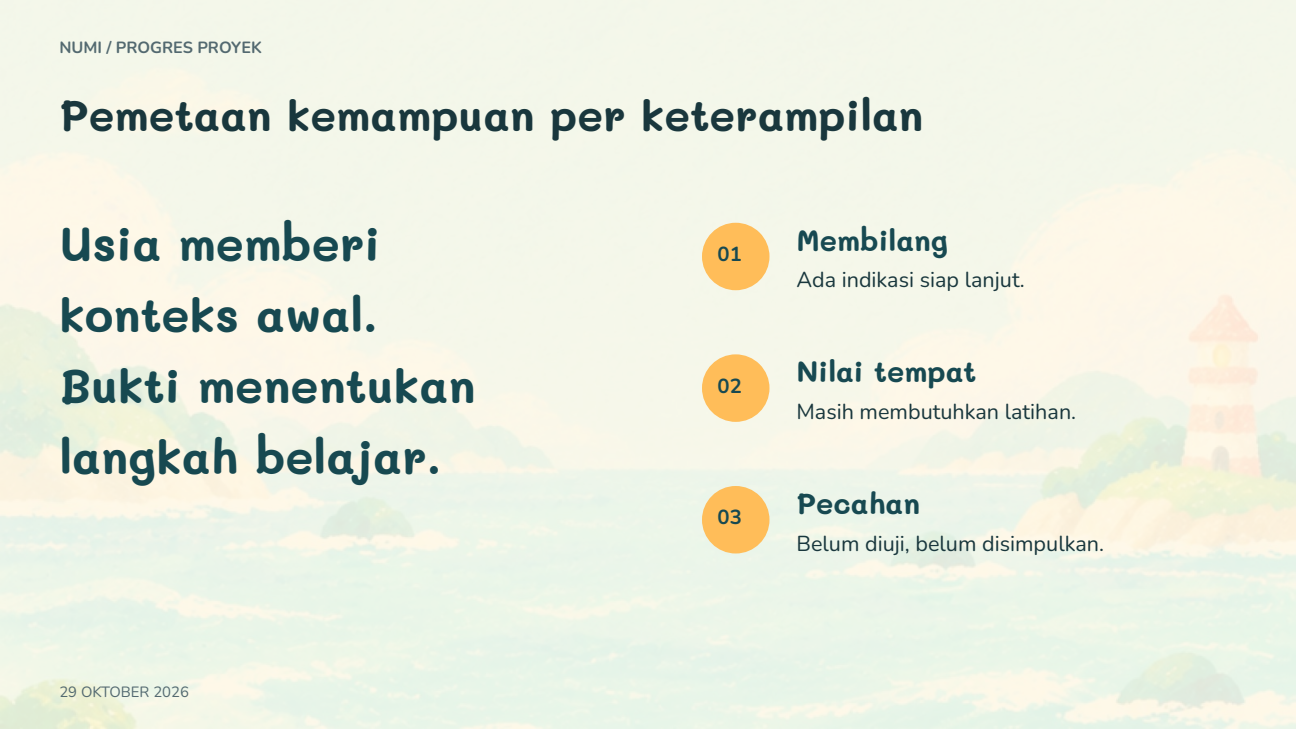 NUMI / PROGRES PROYEK
Pemetaan kemampuan per keterampilan
Usia memberi
konteks awal.
Bukti menentukan
langkah belajar.
01
Membilang
Ada indikasi siap lanjut.
02
Nilai tempat
Masih membutuhkan latihan.
03
Pecahan
Belum diuji, belum disimpulkan.
29 OKTOBER 2026